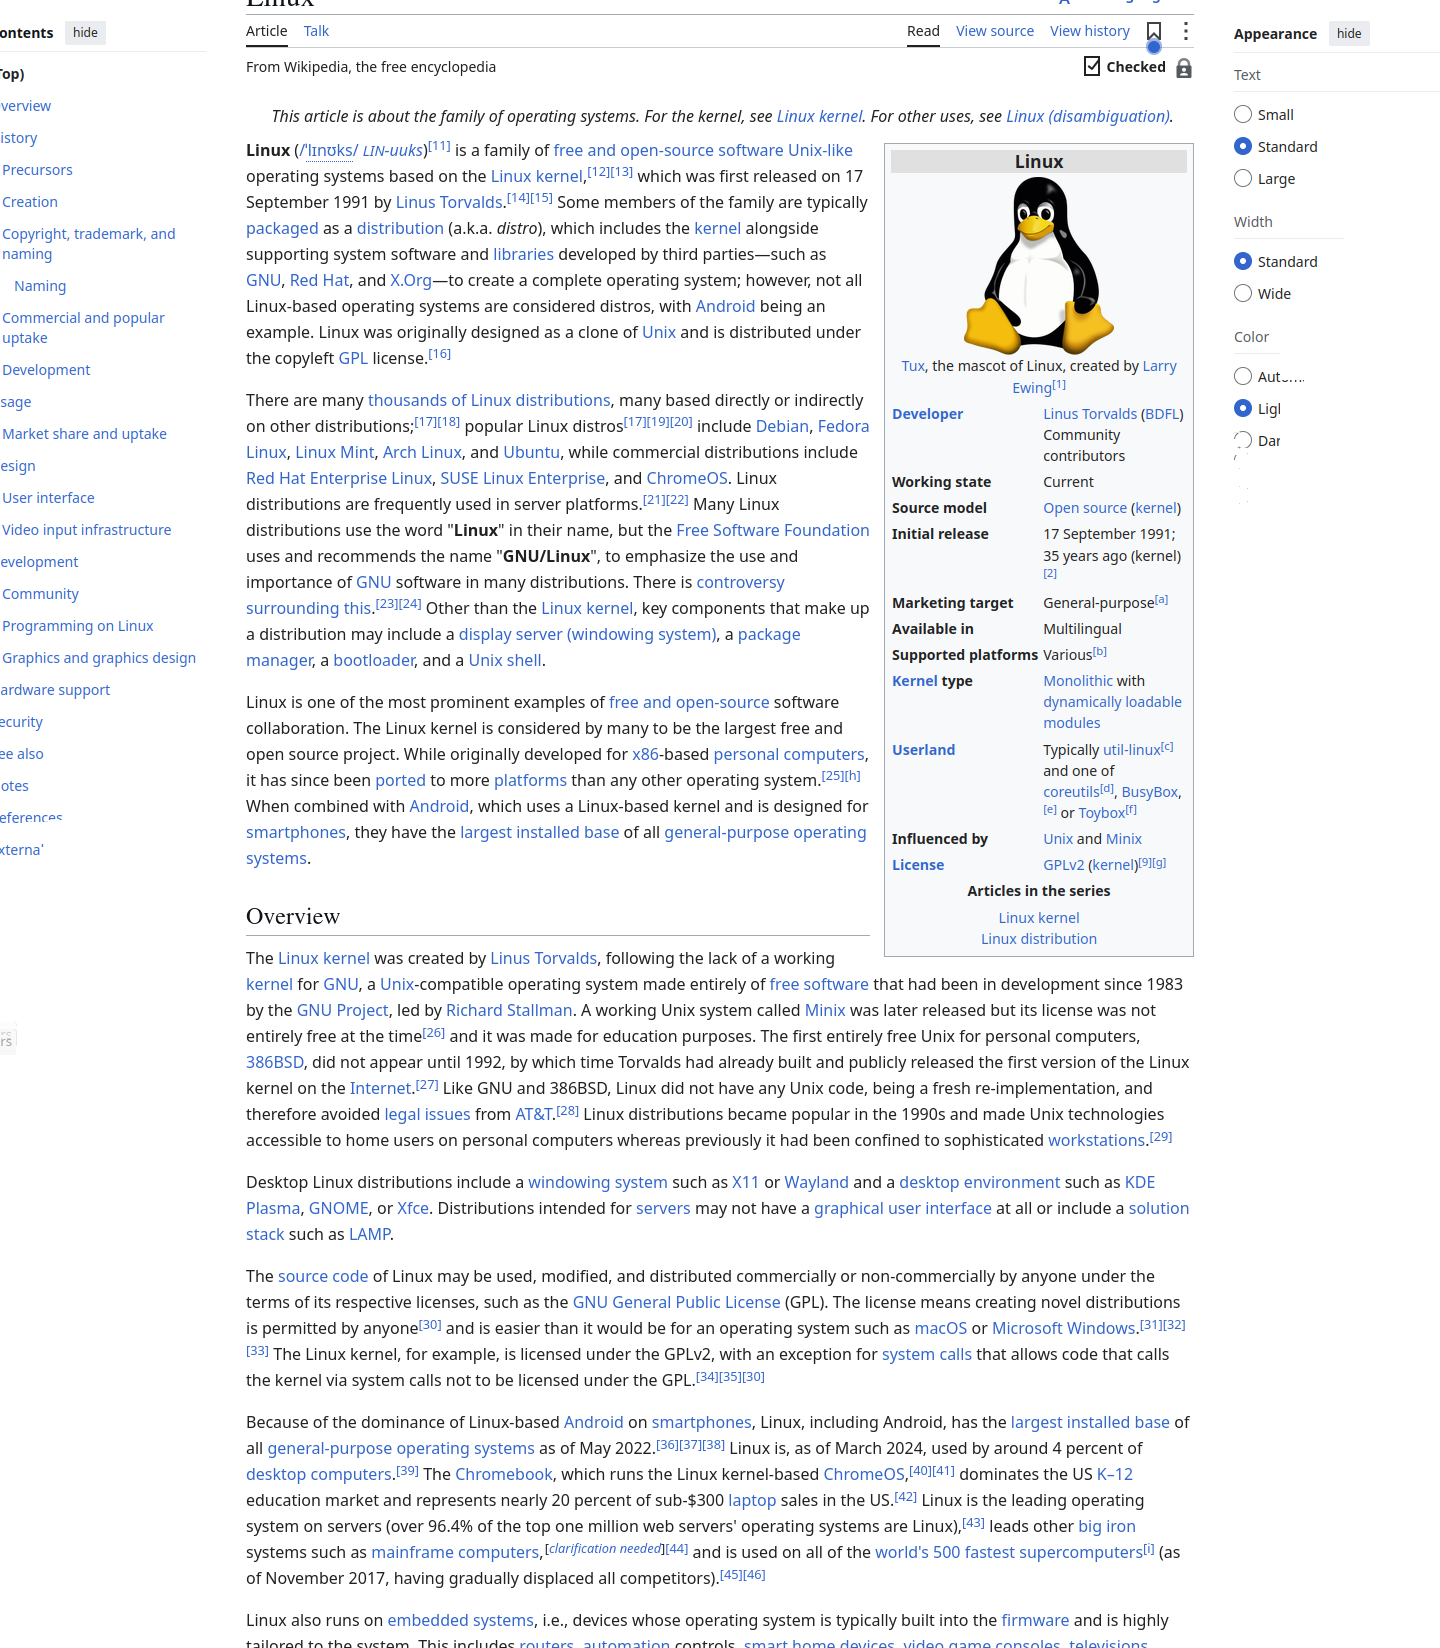 Linux
Contents hide
(Top)
Overview
History
Precursors
Creation
Copyright, trademark, and
naming
Naming
Commercial and popular
uptake
Development
Usage
Market share and uptake
Design
User interface
Video input infrastructure
Development
Community
Programming on Linux
Graphics and graphics design
Hardware support
Security
See also
Notes
References
Article Talk
Read View source View history
From Wikipedia, the free encyclopedia
Checked
This article is about the family of operating systems. For the kernel, see Linux kernel. For other uses, see Linux (disambiguation).
Linux (/ˈlɪnʊks/ LIN-uuks)[11] is a family of free and open-source software Unix-like
operating systems based on the Linux kernel,[12][13] which was first released on 17
September 1991 by Linus Torvalds.[14][15] Some members of the family are typically
packaged as a distribution (a.k.a. distro), which includes the kernel alongside
supporting system software and libraries developed by third parties—such as
GNU, Red Hat, and X.Org—to create a complete operating system; however, not all
Linux-based operating systems are considered distros, with Android being an
example. Linux was originally designed as a clone of Unix and is distributed under
the copyleft GPL license.[16]
There are many thousands of Linux distributions, many based directly or indirectly
on other distributions;[17][18] popular Linux distros[17][19][20] include Debian, Fedora
Linux, Linux Mint, Arch Linux, and Ubuntu, while commercial distributions include
Red Hat Enterprise Linux, SUSE Linux Enterprise, and ChromeOS. Linux
distributions are frequently used in server platforms.[21][22] Many Linux
distributions use the word "Linux" in their name, but the Free Software Foundation
uses and recommends the name "GNU/Linux", to emphasize the use and
importance of GNU software in many distributions. There is controversy
surrounding this.[23][24] Other than the Linux kernel, key components that make up
a distribution may include a display server (windowing system), a package
manager, a bootloader, and a Unix shell.
Linux is one of the most prominent examples of free and open-source software
collaboration. The Linux kernel is considered by many to be the largest free and
open source project. While originally developed for x86-based personal computers,
it has since been ported to more platforms than any other operating system.[25][h]
When combined with Android, which uses a Linux-based kernel and is designed for
smartphones, they have the largest installed base of all general-purpose operating
systems.
Linux
Tux, the mascot of Linux, created by Larry
Ewing[1]
Developer Linus Torvalds (BDFL)
Community
contributors
Working state Current
Source model Open source (kernel)
Initial release 17 September 1991;
35 years ago (kernel)
[2]
Marketing target General-purpose[a]
Available in Multilingual
Supported platforms Various[b]
Kernel type Monolithic with
dynamically loadable
modules
Userland Typically util-linux[c]
and one of
coreutils[d], BusyBox,
[e] or Toybox[f]
Influenced by Unix and Minix
License GPLv2 (kernel)[9][g]
Articles in the series
Linux kernel
Linux distribution
Overview
The Linux kernel was created by Linus Torvalds, following the lack of a working
kernel for GNU, a Unix-compatible operating system made entirely of free software that had been in development since 1983
by the GNU Project, led by Richard Stallman. A working Unix system called Minix was later released but its license was not
entirely free at the time[26] and it was made for education purposes. The first entirely free Unix for personal computers,
386BSD, did not appear until 1992, by which time Torvalds had already built and publicly released the first version of the Linux
kernel on the Internet.[27] Like GNU and 386BSD, Linux did not have any Unix code, being a fresh re-implementation, and
therefore avoided legal issues from AT&T.[28] Linux distributions became popular in the 1990s and made Unix technologies
accessible to home users on personal computers whereas previously it had been confined to sophisticated workstations.[29]
Desktop Linux distributions include a windowing system such as X11 or Wayland and a desktop environment such as KDE
Plasma, GNOME, or Xfce. Distributions intended for servers may not have a graphical user interface at all or include a solution
stack such as LAMP.
The source code of Linux may be used, modified, and distributed commercially or non-commercially by anyone under the
terms of its respective licenses, such as the GNU General Public License (GPL). The license means creating novel distributions
is permitted by anyone[30] and is easier than it would be for an operating system such as macOS or Microsoft Windows.[31][32]
[33] The Linux kernel, for example, is licensed under the GPLv2, with an exception for system calls that allows code that calls
the kernel via system calls not to be licensed under the GPL.[34][35][30]
Because of the dominance of Linux-based Android on smartphones, Linux, including Android, has the largest installed base of
all general-purpose operating systems as of May 2022.[36][37][38] Linux is, as of March 2024, used by around 4 percent of
desktop computers.[39] The Chromebook, which runs the Linux kernel-based ChromeOS,[40][41] dominates the US K–12
education market and represents nearly 20 percent of sub-$300 laptop sales in the US.[42] Linux is the leading operating
system on servers (over 96.4% of the top one million web servers' operating systems are Linux),[43] leads other big iron
systems such as mainframe computers,[clarification needed][44] and is used on all of the world's 500 fastest supercomputers[i] (as
of November 2017, having gradually displaced all competitors).[45][46]
Linux also runs on embedded systems, i.e., devices whose operating system is typically built into the firmware and is highly
tailored to the system. This includes routers, automation controls, smart home devices, video game consoles, televisions
Appearance hide
Text
Small
Standard
Large
Width
Standard
Wide
Color